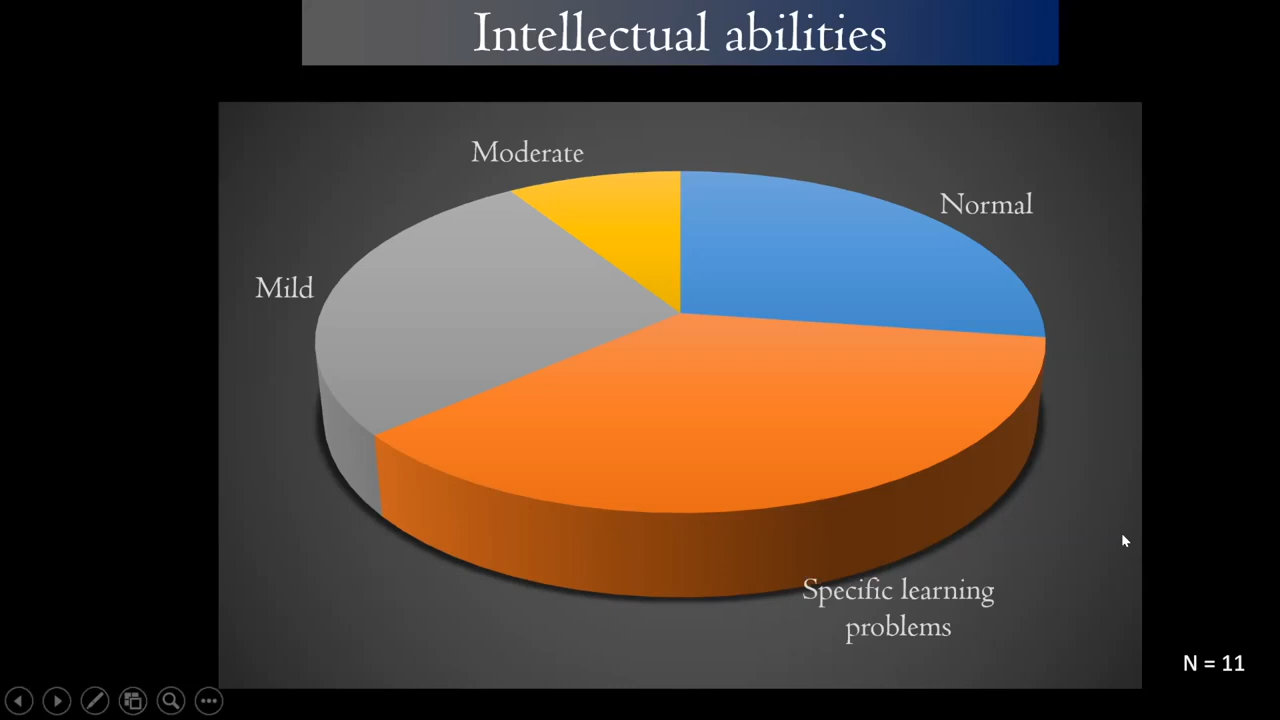 Intellectual abilities
Moderate
Normal
Mild
Specific learning
problems
N = 11